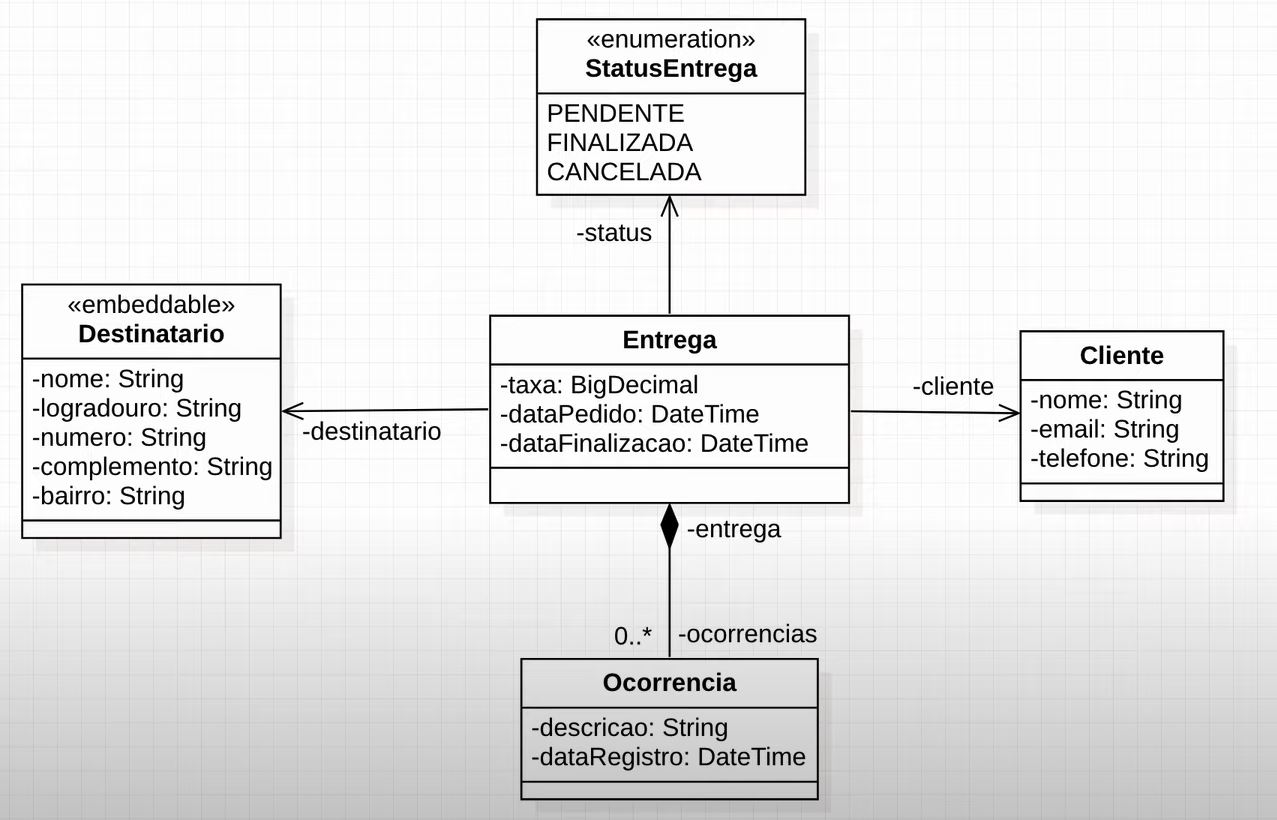 «enumeration»
StatusEntrega
PENDENTE
FINALIZADA
CANCELADA
-status
«embeddable»
Destinatario
-nome: String
-logradouro: String
-numero: String
-complemento: String
-bairro: String
-destinatario
Entrega
-taxa: BigDecimal
-dataPedido: DateTime
-dataFinalizacao: DateTime
-cliente
Cliente
-nome: String
-email: String
-telefone: String
-entrega
0..*
-ocorrencias
Ocorrencia
-descricao: String
-dataRegistro: DateTime